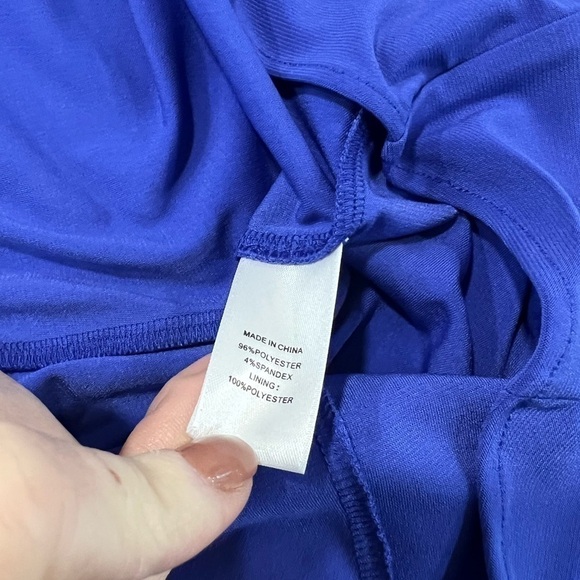 MADE IN CHINA
96%POLYESTER
4%SPANDEX
LINING:
100%POLYESTER